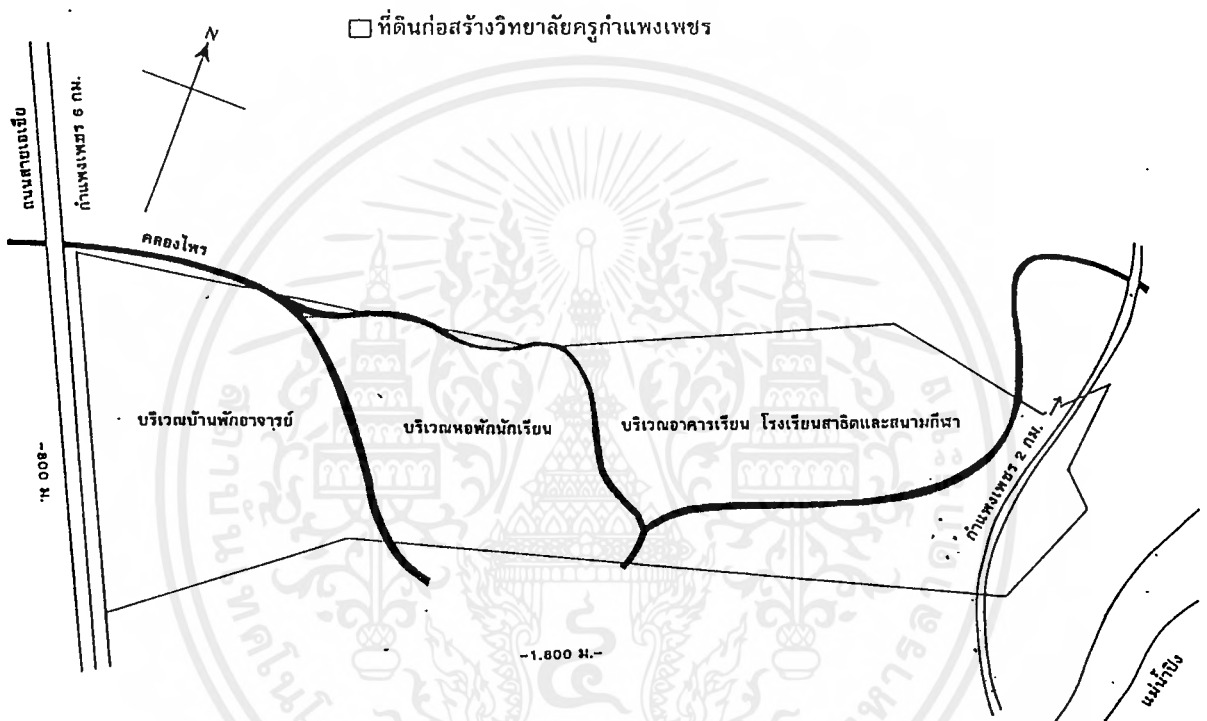 ที่ดินก่อสร้างวิทยาลัยครูกำแพงเพชร
N
ถนนสายเอเซีย
กำแพงเพชร 6 กม.
คลองไพร
บริเวณบ้านพักอาจารย์
บริเวณหอพักนักเรียน
บริเวณอาคารเรียน โรงเรียนสาธิตและสนามกีฬา
กำแพงเพชร 2 กม.
-800 ม.-
-1.800 ม.-
แม่น้ำปิง